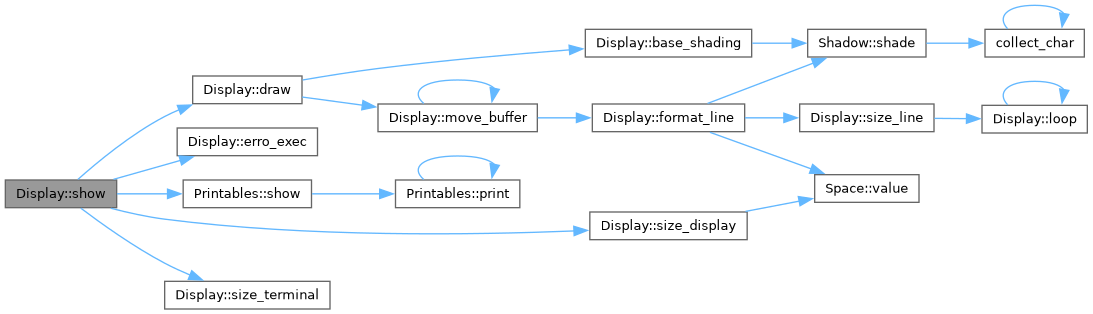 Display::show
Display::draw
Display::erro_exec
Printables::show
Display::size_terminal
Display::move_buffer
Printables::print
Display::base_shading
Display::format_line
Display::size_display
Shadow::shade
Display::size_line
Space::value
collect_char
Display::loop